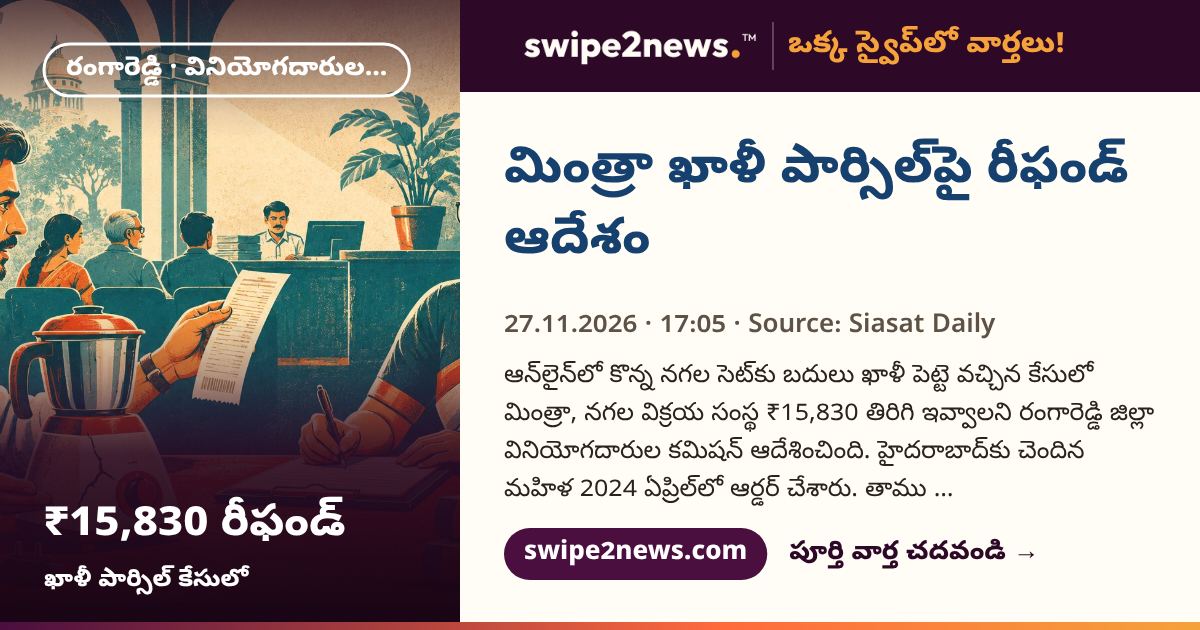 రంగారెడ్డి · వినియోగదారుల...
₹15,830 రీఫండ్
ఖాళీ పార్సిల్ కేసులో
swipe2news.™ ఒక్క స్వైప్‌లో వార్తలు!
మింత్రా ఖాళీ పార్సిల్‌పై రీఫండ్
ఆదేశం
27.11.2026 · 17:05 · Source: Siasat Daily
ఆన్‌లైన్‌లో కొన్న నగల సెట్‌కు బదులు ఖాళీ పెట్టె వచ్చిన కేసులో
మింత్రా, నగల విక్రయ సంస్థ ₹15,830 తిరిగి ఇవ్వాలని రంగారెడ్డి జిల్లా
వినియోగదారుల కమిషన్ ఆదేశించింది. హైదరాబాద్‌కు చెందిన
మహిళ 2024 ఏప్రిల్‌లో ఆర్డర్ చేశారు. తాము ...
swipe2news.com పూర్తి వార్త చదవండి →